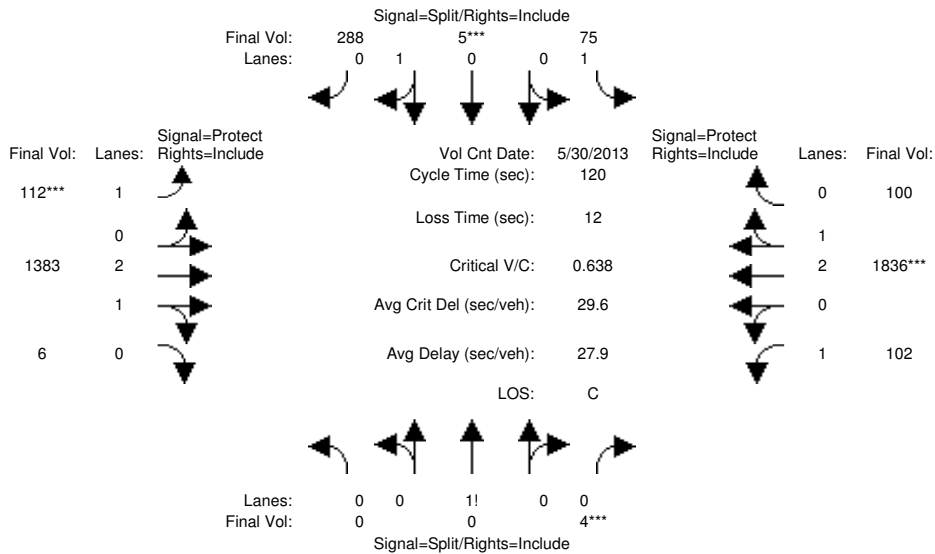 Signal=Split/Rights=Include
Final Vol: 288 5*** 75
Lanes: 0 1 0 0 1
Signal=Protect Signal=Protect
Final Vol: Lanes: Rights=Include Vol Cnt Date: 5/30/2013 Rights=Include Lanes: Final Vol:
Cycle Time (sec): 120
112*** 1 0 100
Loss Time (sec): 12
0 1
1383 2 Critical V/C: 0.638 2 1836***
1 Avg Crit Del (sec/veh): 29.6 0
6 0 Avg Delay (sec/veh): 27.9 1 102
LOS: C
Lanes: 0 0 1! 0 0
Final Vol: 0 0 4***
Signal=Split/Rights=Include